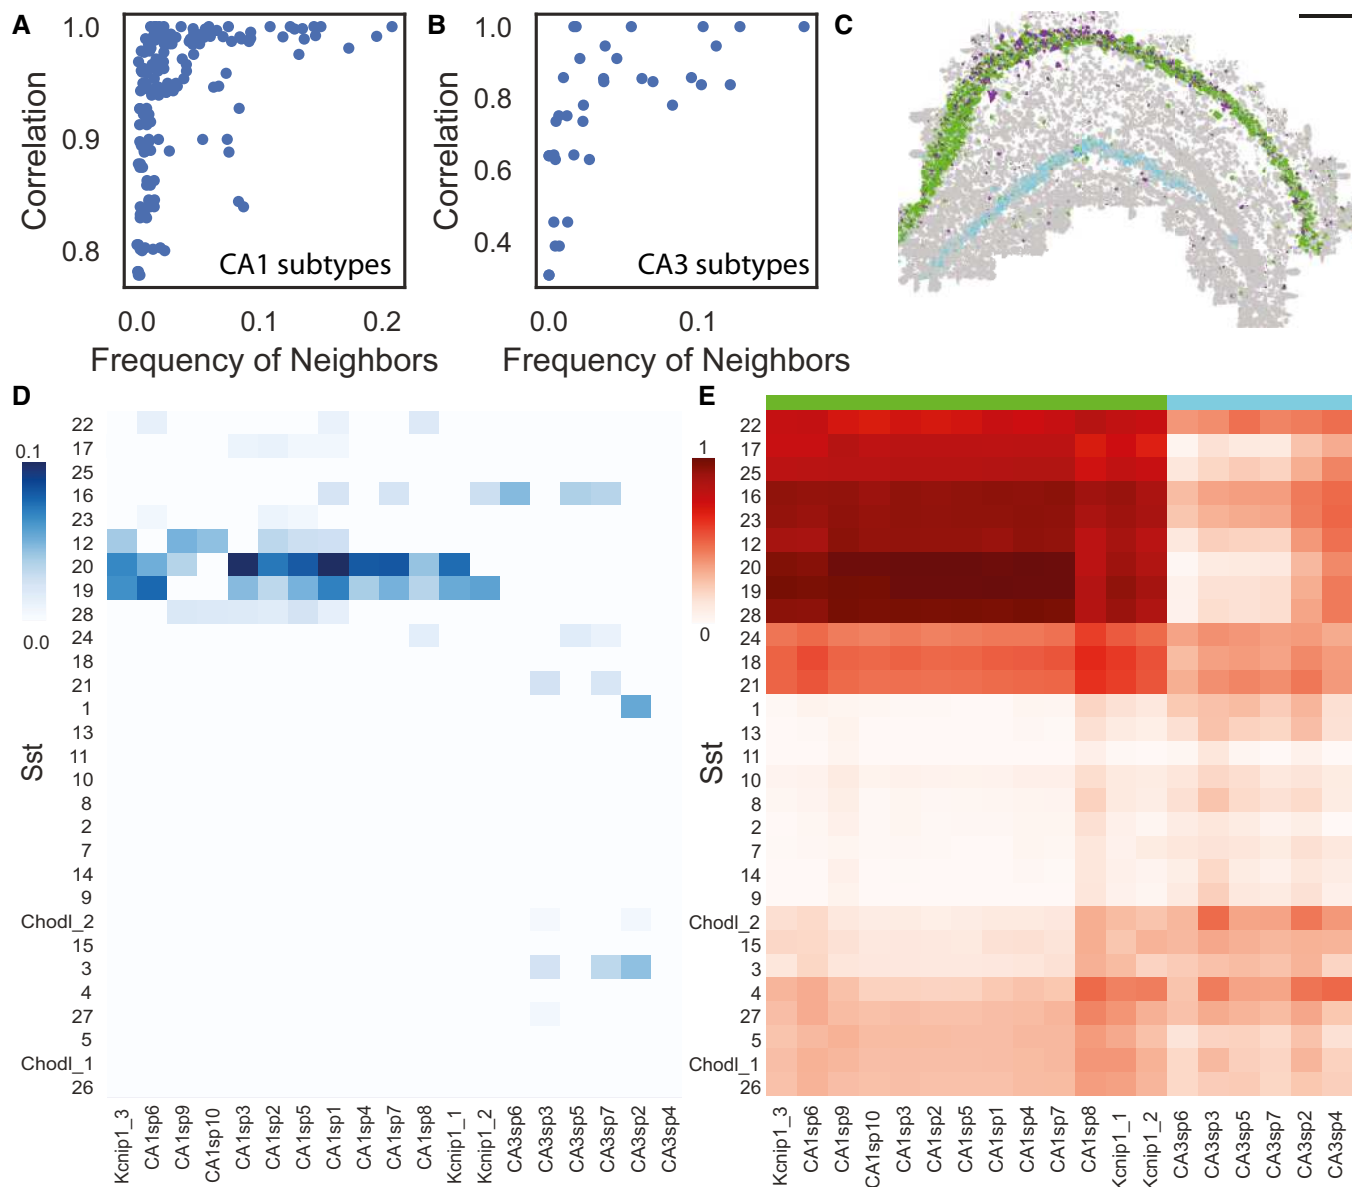 A
1.0
0.9
0.8
Correlation
CA1 subtypes
0.0 0.1 0.2
Frequency of Neighbors
B
1.0
0.8
0.6
0.4
Correlation
CA3 subtypes
0.0 0.1
Frequency of Neighbors
C
D
0.1
0.0
Sst
22
17
25
16
23
12
20
19
28
24
18
21
1
13
11
10
8
2
7
14
9
Chodl_2
15
3
4
27
5
Chodl_1
26
Kcnip1_3
CA1sp6
CA1sp9
CA1sp10
CA1sp3
CA1sp2
CA1sp5
CA1sp1
CA1sp4
CA1sp7
CA1sp8
Kcnip1_1
Kcnip1_2
CA3sp6
CA3sp3
CA3sp5
CA3sp7
CA3sp2
CA3sp4
E
1
0
Sst
22
17
25
16
23
12
20
19
28
24
18
21
1
13
11
10
8
2
7
14
9
Chodl_2
15
3
4
27
5
Chodl_1
26
Kcnip1_3
CA1sp6
CA1sp9
CA1sp10
CA1sp3
CA1sp2
CA1sp5
CA1sp1
CA1sp4
CA1sp7
CA1sp8
Kcnip1_1
Kcnip1_2
CA3sp6
CA3sp3
CA3sp5
CA3sp7
CA3sp2
CA3sp4